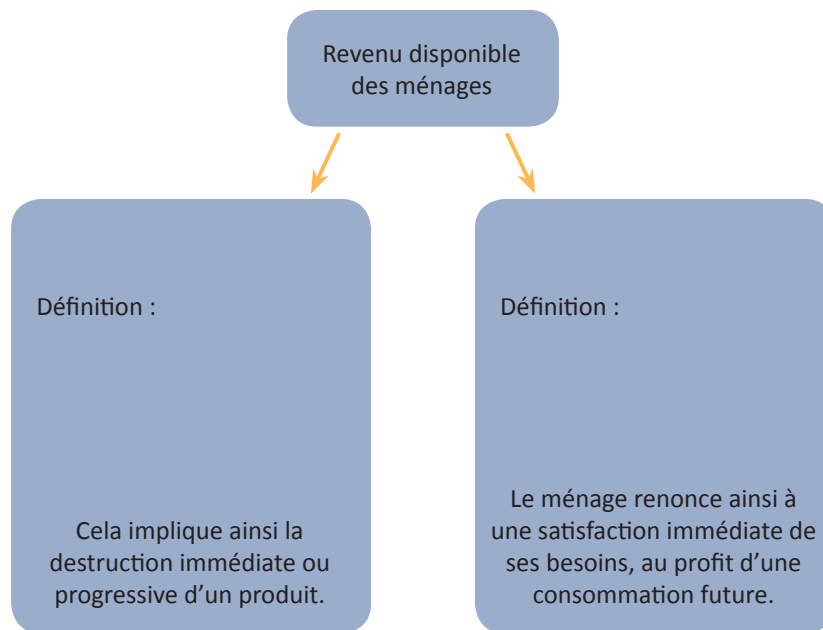 Revenu disponible
des ménages
Définition :
Cela implique ainsi la
destruction immédiate ou
progressive d'un produit.
Définition :
Le ménage renonce ainsi à
une satisfaction immédiate de
ses besoins, au profit d'une
consommation future.